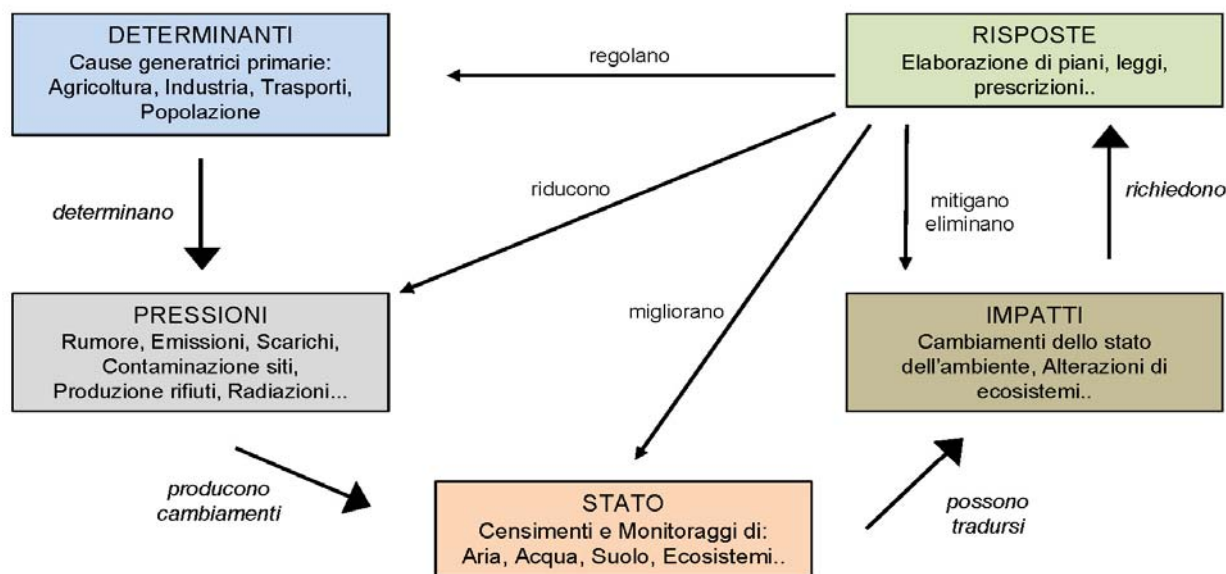 DETERMINANTI
Cause generatrici primarie:
Agricoltura, Industria, Trasporti,
Popolazione
regolano
RISPOSTE
Elaborazione di piani, leggi,
prescrizioni..
determinano
riducono
mitigano
eliminano
richiedono
PRESSIONI
Rumore, Emissioni, Scarichi,
Contaminazione siti,
Produzione rifiuti, Radiazioni...
migliorano
IMPATTI
Cambiamenti dello stato
dell'ambiente, Alterazioni di
ecosistemi..
producono
cambiamenti
STATO
Censimenti e Monitoraggi di:
Aria, Acqua, Suolo, Ecosistemi..
possono
tradursi